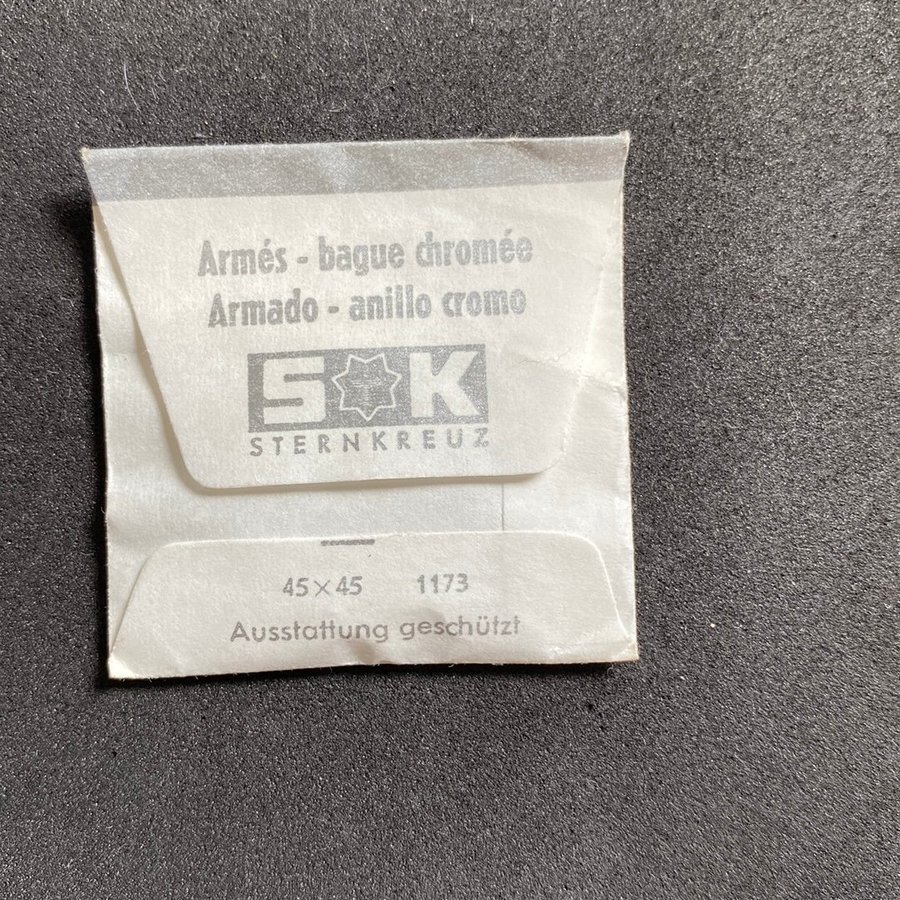 Armés - bague chromée
Armado - anillo cromo
S K
STERNKREUZ
45×45 1173
Ausstattung geschützt